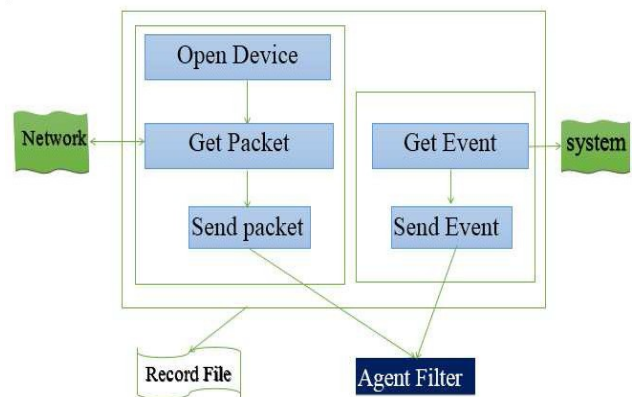 Open Device
Network
Get Packet
Get Event
system
Send packet
Send Event
Record File
Agent Filter